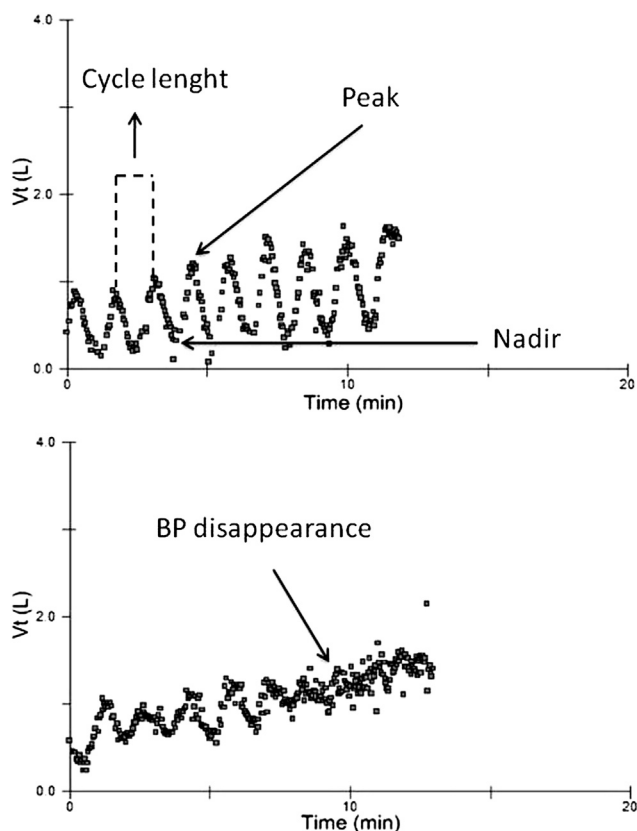 4.0
Cycle lenght
Peak
Vt (L)
2.0
Nadir
0.0
0
10
20
Time (min)
4.0
BP disappearance
Vt (L)
2.0
0.0
0
10
20
Time (min)